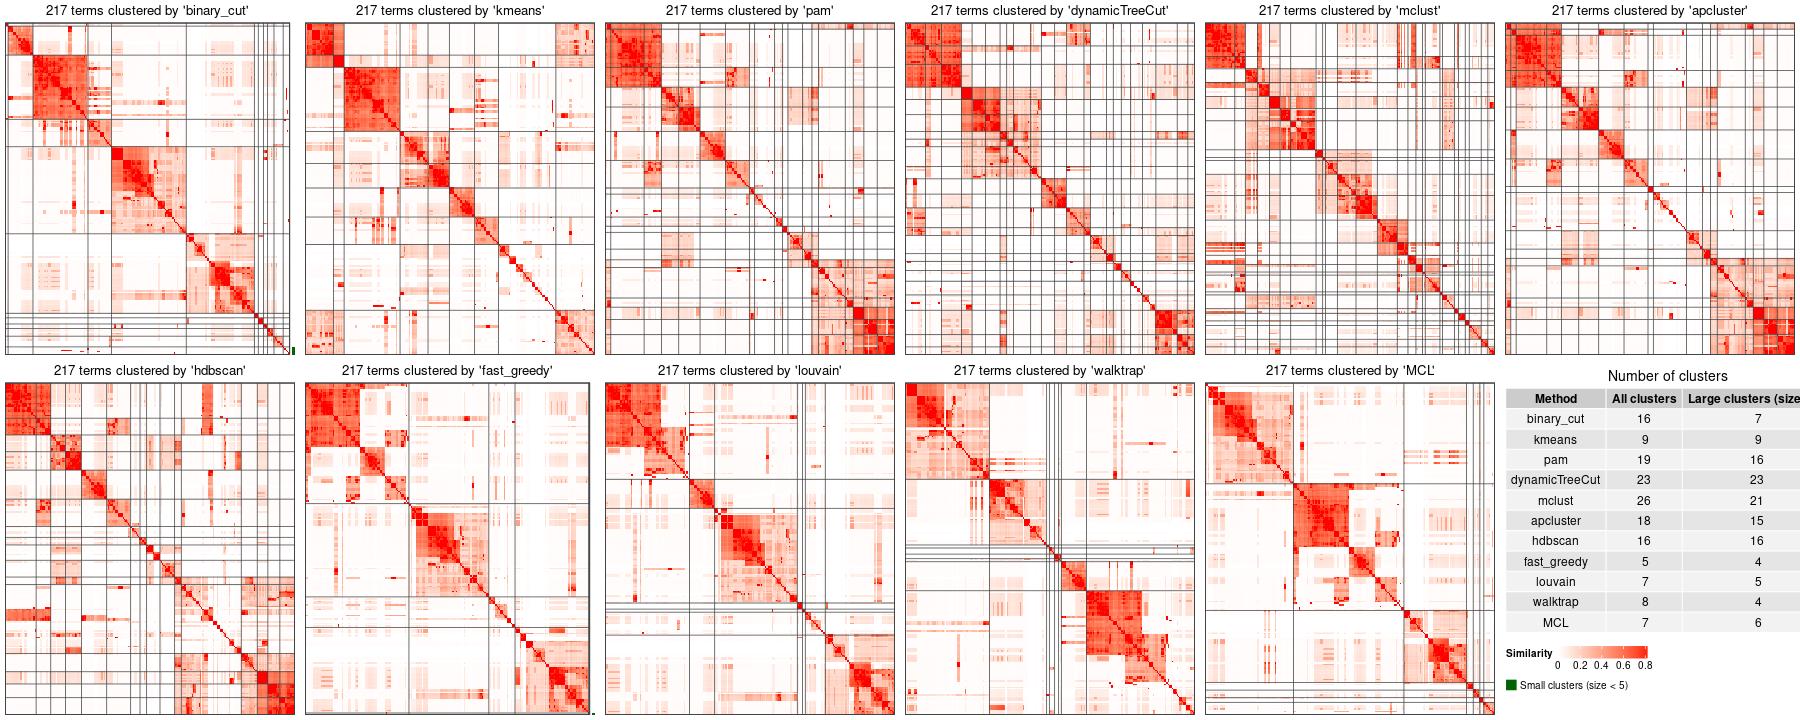 217 terms clustered by 'binary_cut'
217 terms clustered by 'kmeans'
217 terms clustered by 'pam'
217 terms clustered by 'dynamicTreeCut'
217 terms clustered by 'mclust'
217 terms clustered by 'apcluster'
217 terms clustered by 'hdbscan'
217 terms clustered by 'fast_greedy'
217 terms clustered by 'louvain'
217 terms clustered by 'walktrap'
217 terms clustered by 'MCL'
Number of clusters
Method All clusters Large clusters (size
binary_cut 16 7
kmeans 9 9
pam 19 16
dynamicTreeCut 23 23
mclust 26 21
apcluster 18 15
hdbscan 16 16
fast_greedy 5 4
louvain 7 5
walktrap 8 4
MCL 7 6
Similarity
0 0.2 0.4 0.6 0.8
Small clusters (size < 5)